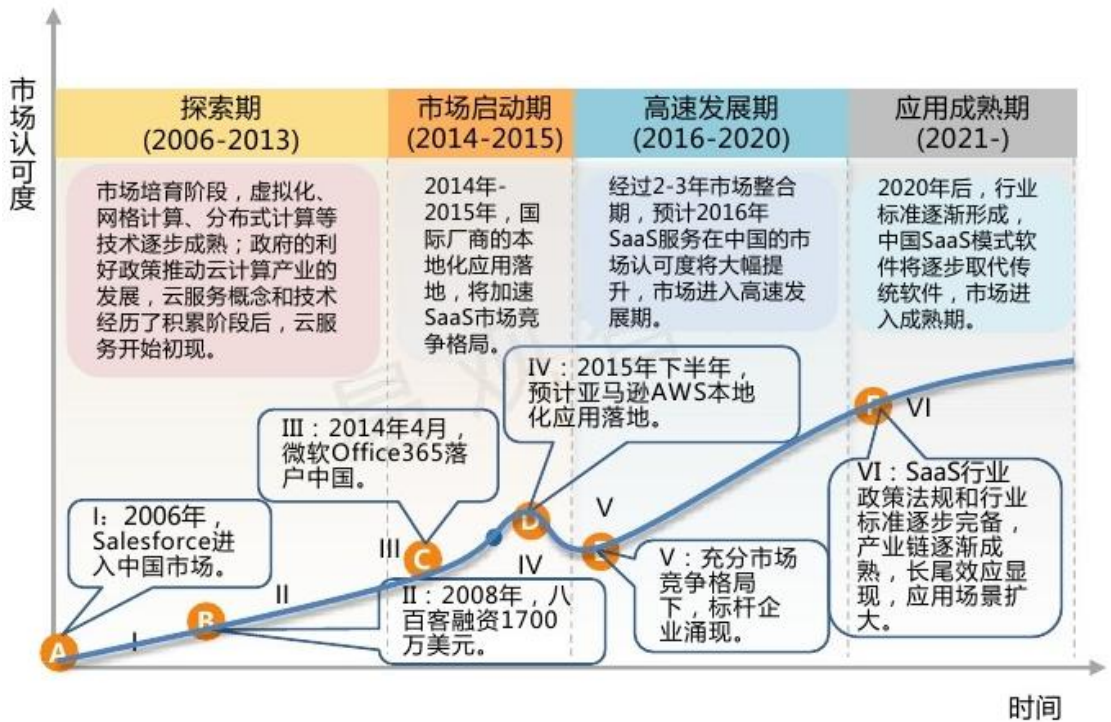 市场认可度
探索期
(2006-2013)
市场启动期
(2014-2015)
高速发展期
(2016-2020)
应用成熟期
(2021-)
市场培育阶段，虚拟化、
网格计算、分布式计算等
技术逐步成熟；政府的利
好政策推动云计算产业的
发展，云服务概念和技术
经历了积累阶段后，云服
务开始初现。
2014年-
2015年，国
际厂商的本
地化应用落
地，将加速
SaaS市场竞
争格局。
经过2-3年市场整合
期，预计2016年
SaaS服务在中国的市
场认可度将大幅提
升，市场进入高速发
展期。
2020年后，行业
标准逐渐形成，
中国SaaS模式软
件将逐步取代传
统软件，市场进
入成熟期。
IV：2015年下半年，
预计亚马逊AWS本地
化应用落地。
III：2014年4月，
微软Office365落
户中国。
I：2006年，
Salesforce进
入中国市场。
II：2008年，八
百客融资1700
万美元。
V：充分市场
竞争格局
下，标杆企
业涌现。
VI：SaaS行业
政策法规和行业
标准逐步完备，
产业链逐渐成
熟，长尾效应显
现，应用场景扩
大。
A
I
B
II
III
C
D
IV
V
E
F
VI
时间